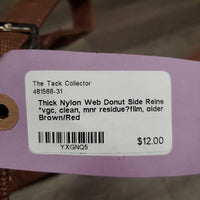 The Tack Collector
481566-31
Thick Nylon Web Donut Side Reins
*vgc, clean, mnr residue?film, older
Brown/Red
$12.00
YXGNQ5